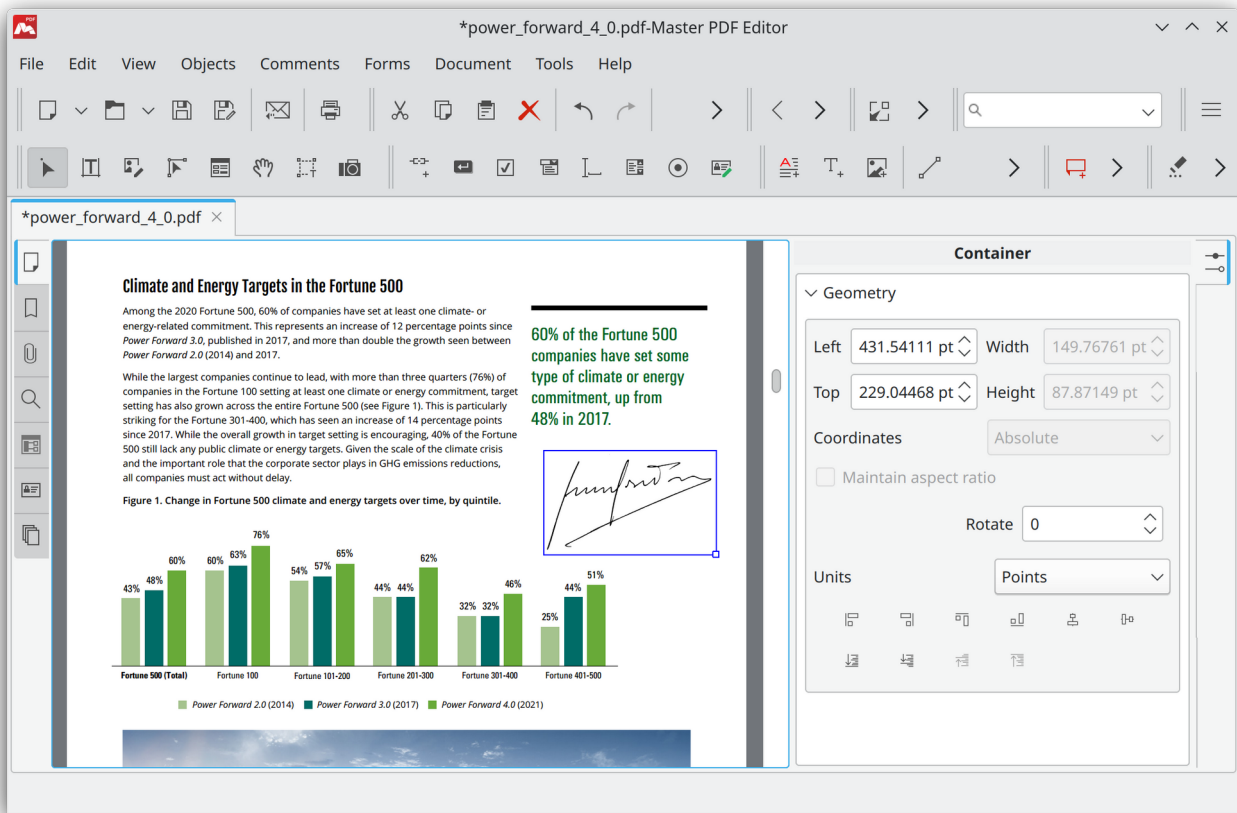 PDF
*power_forward_4_0.pdf-Master PDF Editor
File Edit View Objects Comments Forms Document Tools Help
*power_forward_4_0.pdf
Climate and Energy Targets in the Fortune 500
Among the 2020 Fortune 500, 60% of companies have set at least one climate- or
energy-related commitment. This represents an increase of 12 percentage points since
Power Forward 3.0, published in 2017, and more than double the growth seen between
Power Forward 2.0 (2014) and 2017.
While the largest companies continue to lead, with more than three quarters (76%) of
companies in the Fortune 100 setting at least one climate or energy commitment, target
setting has also grown across the entire Fortune 500 (see Figure 1). This is particularly
striking for the Fortune 301-400, which has seen an increase of 14 percentage points
since 2017. While the overall growth in target setting is encouraging, 40% of the Fortune
500 still lack any public climate or energy targets. Given the scale of the climate crisis
and the important role that the corporate sector plays in GHG emissions reductions,
all companies must act without delay.
60% of the Fortune 500
companies have set some
type of climate or energy
commitment, up from
48% in 2017.
Figure 1. Change in Fortune 500 climate and energy targets over time, by quintile.
43% 48% 60% 60% 63% 76% 54% 57% 65% 44% 44% 62% 32% 32% 46% 25% 44% 51%
Fortune 500 (Total) Fortune 100 Fortune 101-200 Fortune 201-300 Fortune 301-400 Fortune 401-500
Power Forward 2.0 (2014) Power Forward 3.0 (2017) Power Forward 4.0 (2021)
Container
Geometry
Left 431.54111 pt Width 149.76761 pt
Top 229.04468 pt Height 87.87149 pt
Coordinates Absolute
Maintain aspect ratio
Rotate 0
Units Points